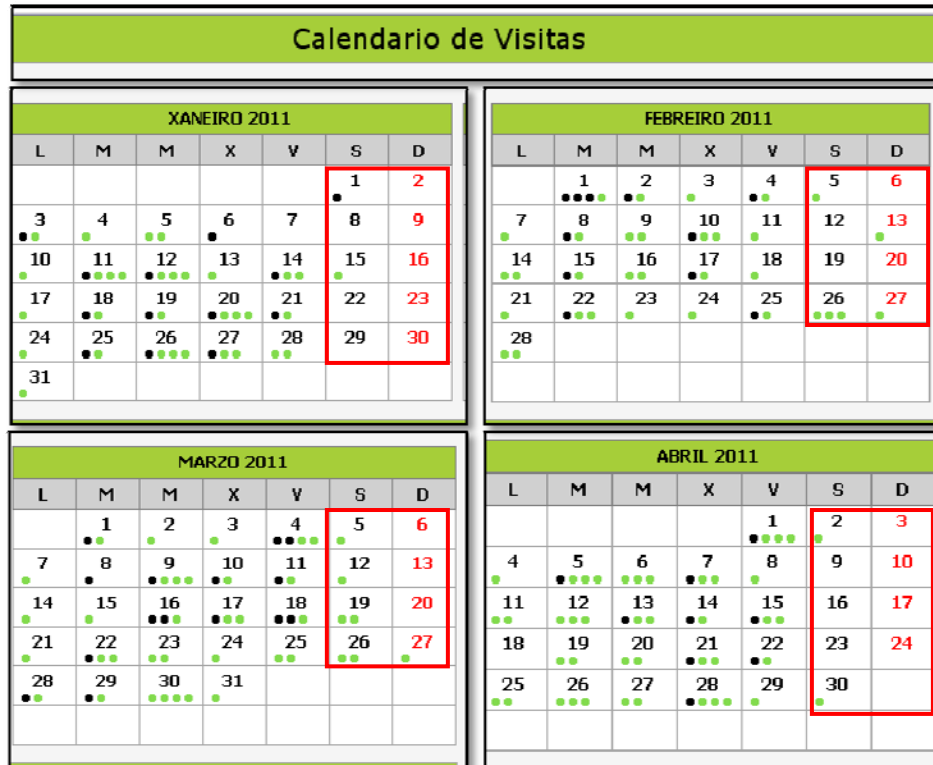 Calendario de Visitas
XANEIRO 2011
L M M X V S D
1 2
3 4 5 6 7 8 9
10 11 12 13 14 15 16
17 18 19 20 21 22 23
24 25 26 27 28 29 30
31
FEBREIRO 2011
L M M X V S D
1 2 3 4 5 6
7 8 9 10 11 12 13
14 15 16 17 18 19 20
21 22 23 24 25 26 27
28
MARZO 2011
L M M X V S D
1 2 3 4 5 6
7 8 9 10 11 12 13
14 15 16 17 18 19 20
21 22 23 24 25 26 27
28 29 30 31
ABRIL 2011
L M M X V S D
1 2 3
4 5 6 7 8 9 10
11 12 13 14 15 16 17
18 19 20 21 22 23 24
25 26 27 28 29 30